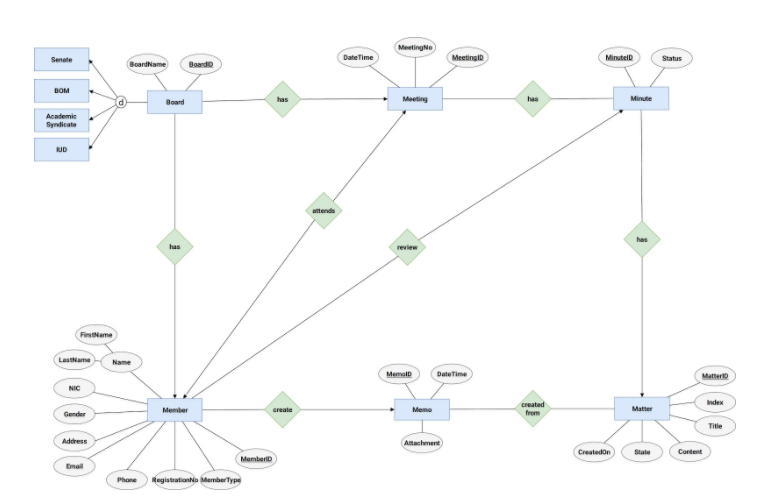 MeetingNo
Senate
DateTime
MeetingID
MinuteID
Status
BoardName
BoardID
BOM
d
Board
has
Meeting
has
Minute
Academic
Syndicate
IUD
attends
has
review
has
FirstName
LastName
Name
MemoID
DateTime
MatterID
NIC
Index
Gender
Member
create
Memo
created
from
Matter
Title
Address
Attachment
Email
MemberID
CreatedOn
State
Content
Phone
RegistrationNo
MemberType